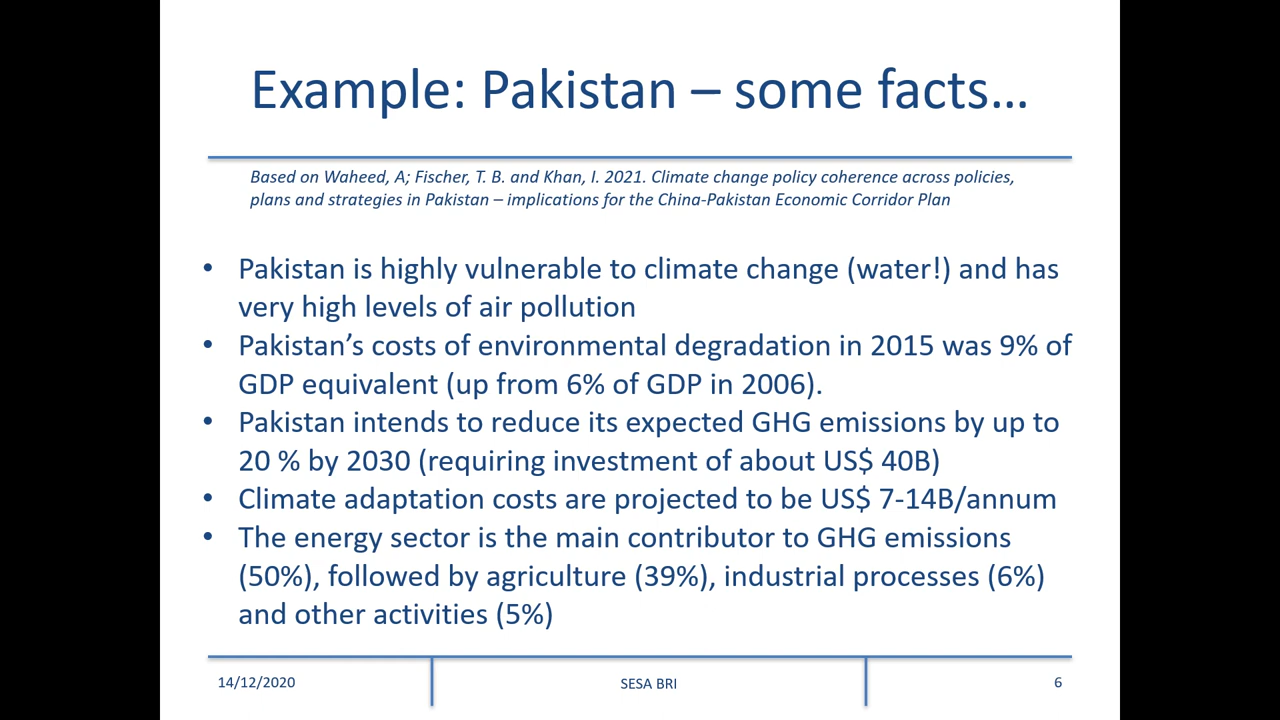 Example: Pakistan – some facts...
Based on Waheed, A; Fischer, T. B. and Khan, I. 2021. Climate change policy coherence across policies,
plans and strategies in Pakistan – implications for the China-Pakistan Economic Corridor Plan
• Pakistan is highly vulnerable to climate change (water!) and has
very high levels of air pollution
• Pakistan’s costs of environmental degradation in 2015 was 9% of
GDP equivalent (up from 6% of GDP in 2006).
• Pakistan intends to reduce its expected GHG emissions by up to
20 % by 2030 (requiring investment of about US$ 40B)
• Climate adaptation costs are projected to be US$ 7-14B/annum
• The energy sector is the main contributor to GHG emissions
(50%), followed by agriculture (39%), industrial processes (6%)
and other activities (5%)
14/12/2020
SESA BRI
6